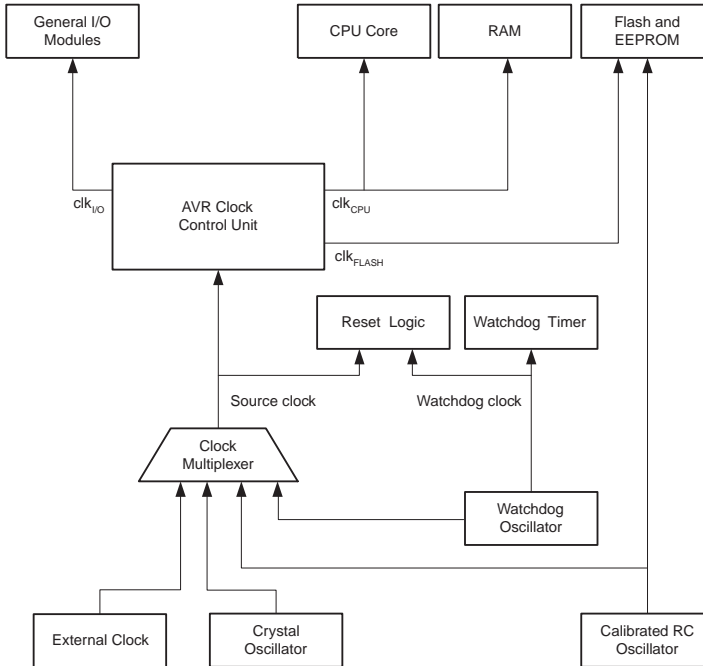 General I/O
Modules
CPU Core
RAM
Flash and
EEPROM
clkI/O
AVR Clock
Control Unit
clkCPU
clkFLASH
Reset Logic
Watchdog Timer
Source clock
Watchdog clock
Clock
Multiplexer
Watchdog
Oscillator
External Clock
Crystal
Oscillator
Calibrated RC
Oscillator